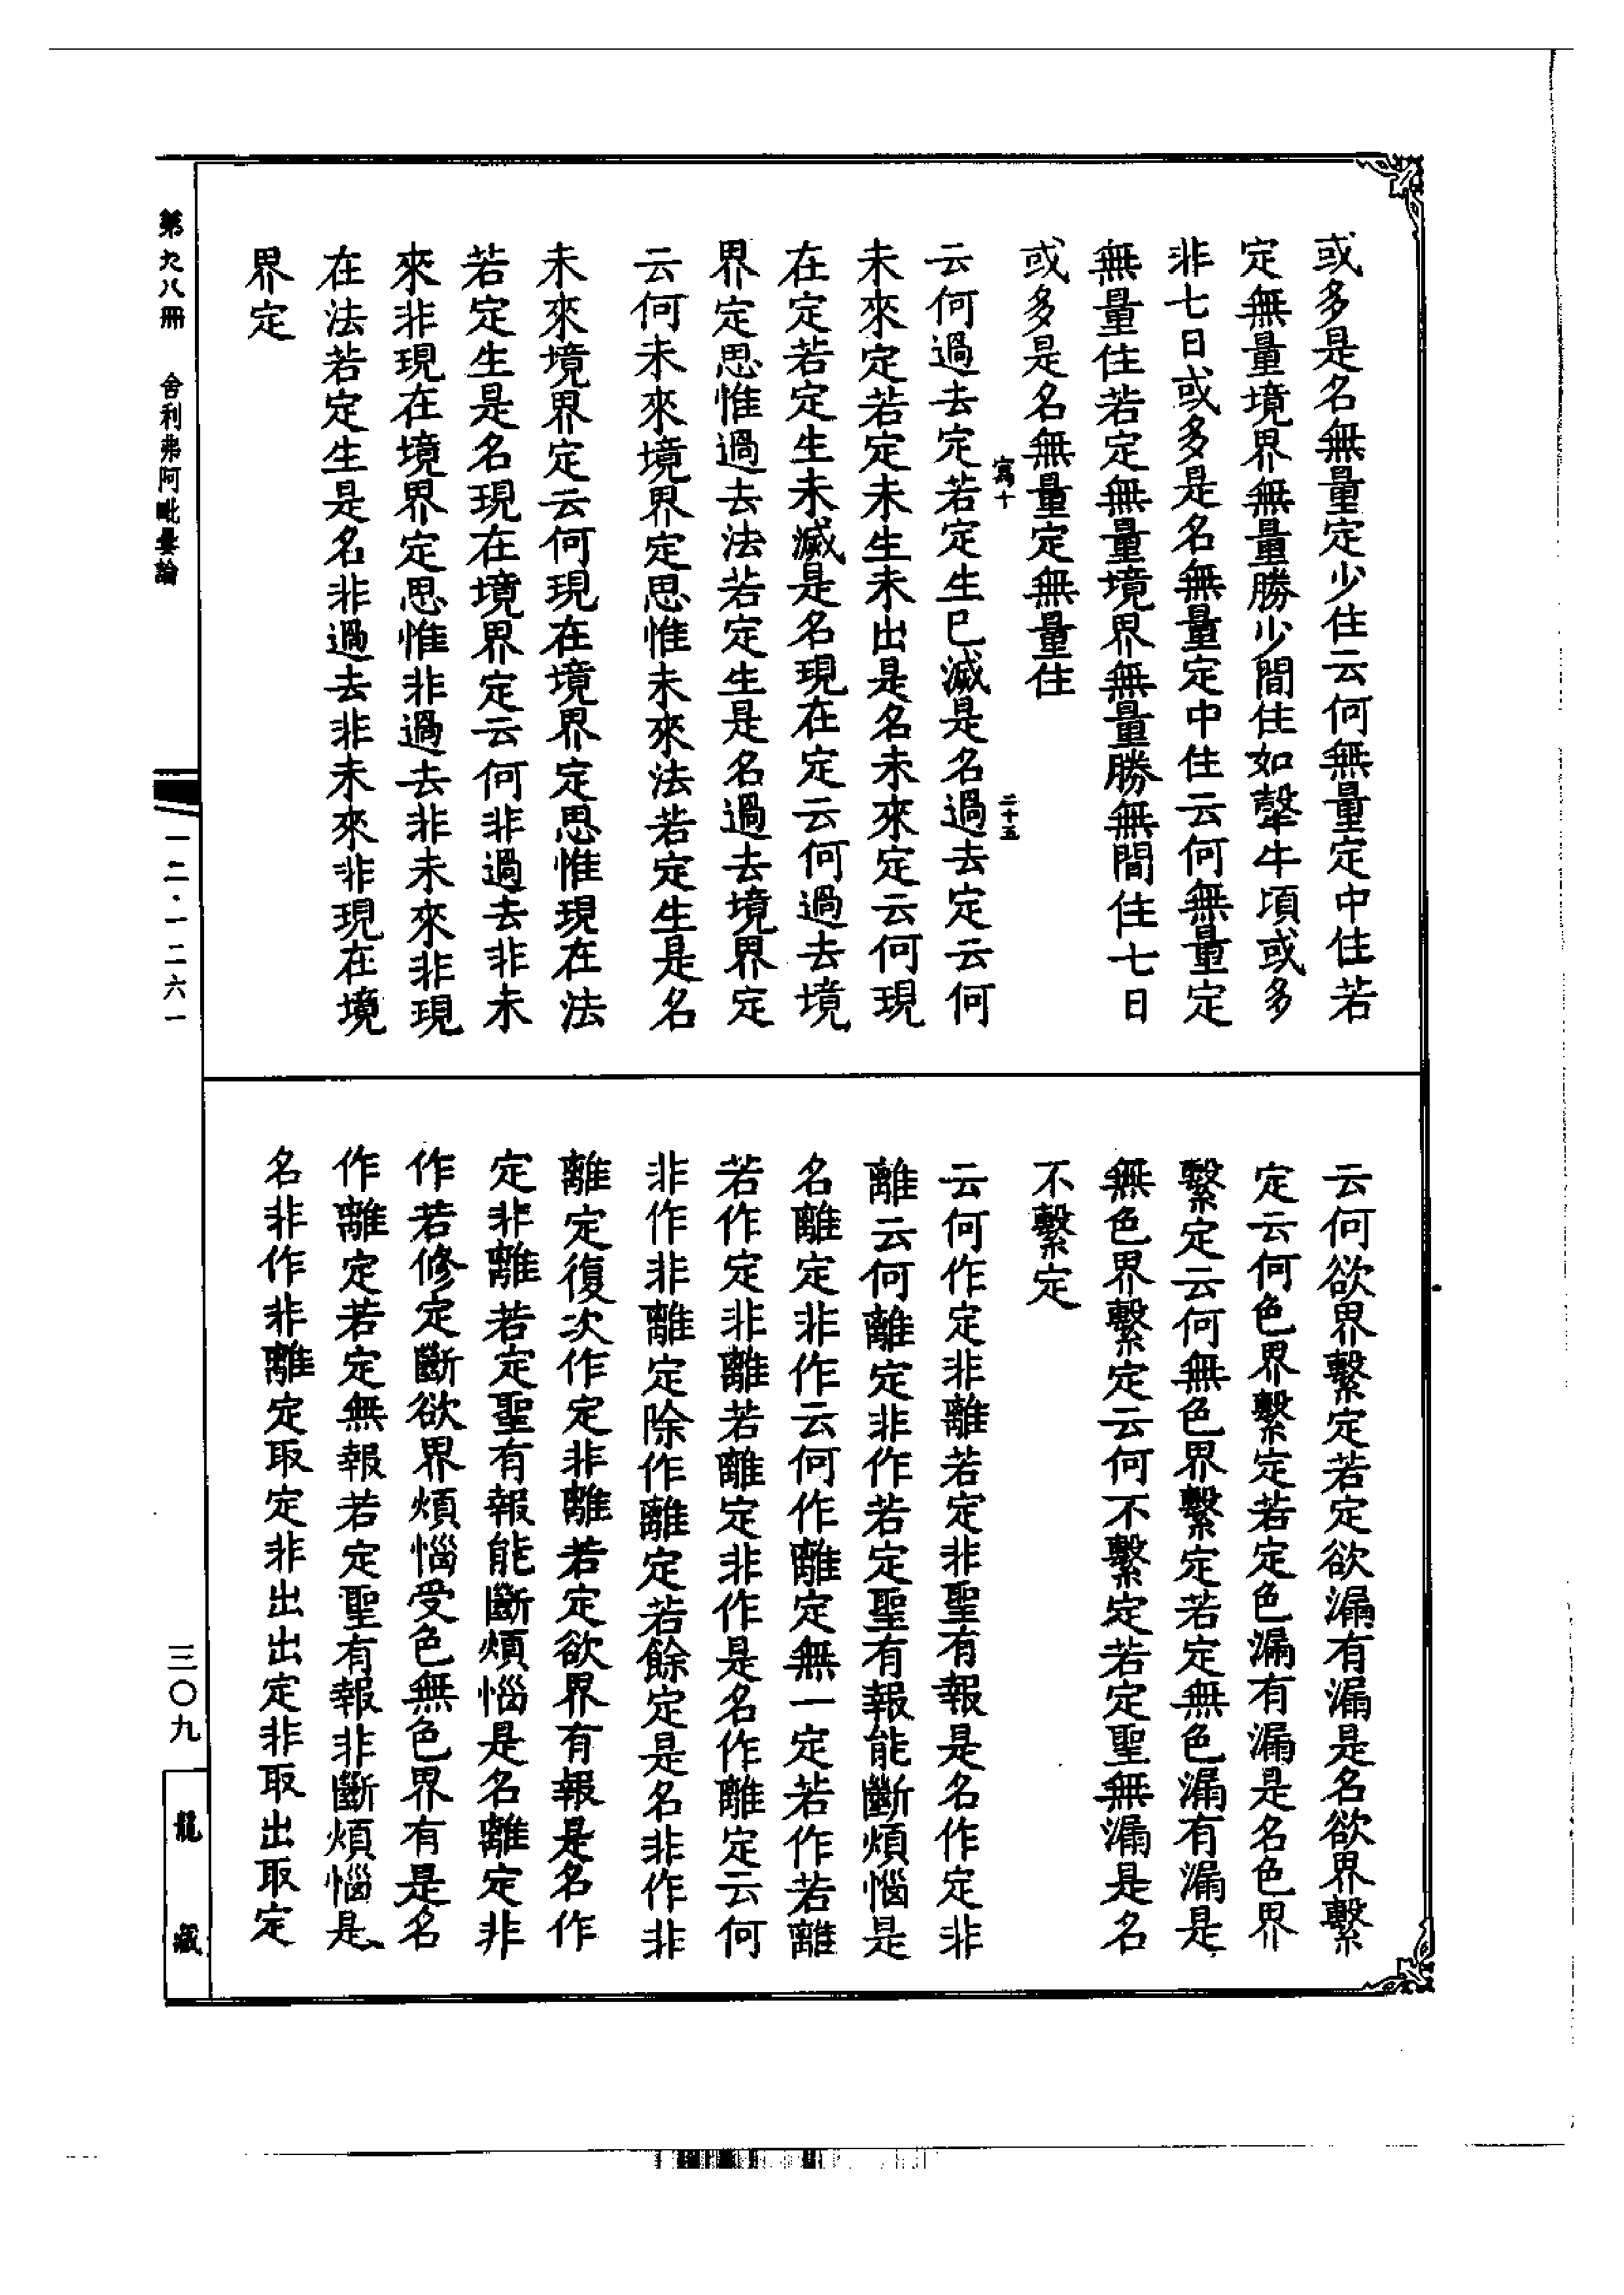 或多是名無量定少住云何無量定中住若
定無量境界無量勝少間住如𤛓牛頃或多
非七日或多是名無量定中住云何無量定
無量住若定無量境界無量勝無間住七日
或多是名無量定無量住
寫十
二十五
云何過去定若定生已滅是名過去定云何
未來定若定未生未出是名未來定云何現
在定若定生未滅是名現在定云何過去境
界定思惟過去法若定生是名過去境界定
云何未來境界定思惟未來法若定生是名
未來境界定云何現在境界定思惟現在法
若定生是名現在境界定云何非過去非未
來非現在境界定思惟非過去非未來非現
在法若定生是名非過去非未來非現在境
界定
云何欲界繫定若定欲漏有漏是名欲界繫
定云何色界繫定若定色漏有漏是名色界
繫定云何無色界繫定若定無色漏有漏是
無色界繫定云何不繫定若定聖無漏是名
不繫定
云何作定非離若定非聖有報是名作定非
離云何離定非作若定聖有報能斷煩惱是
名離定非作云何作離定無一定若作若離
若作定非離若離定非作是名作離定云何
非作非離定除作離定若餘定是名非作非
離定復次作定非離若定欲界有報是名作
定非離若定聖有報能斷煩惱是名離定非
作若修定斷欲界煩惱受色無色界有是名
作離定若定無報若定聖有報非斷煩惱是
名非作非離定取定非出出定非取出取定
第九八冊 舍利弗阿毗曇論
一二·一二六一
三〇九
龍藏